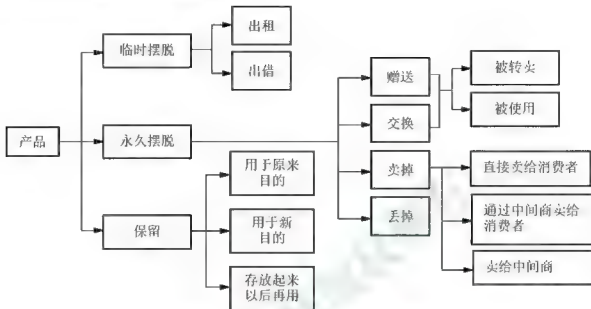 产品
临时摆脱
出租
出借
永久摆脱
赠送
交换
卖掉
丢掉
被转卖
被使用
直接卖给消费者
通过中间商卖给
消费者
卖给中间商
保留
用于原来
目的
用于新
目的
存放起来
以后再用